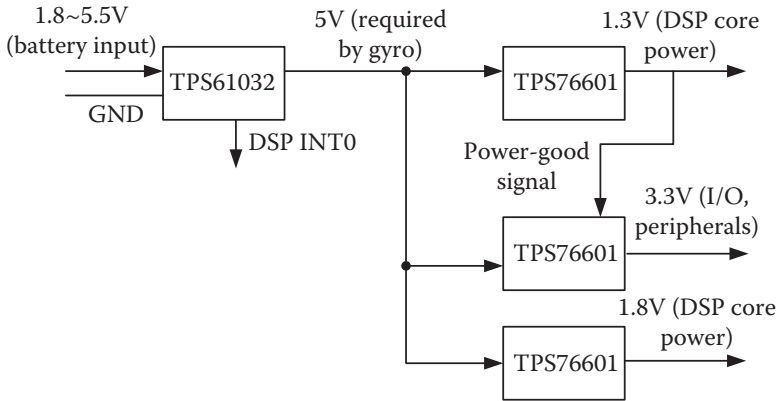 1.8~5.5V
(battery input)
GND
TPS61032
DSP INT0
5V (required
by gyro)
TPS76601
1.3V (DSP core
power)
Power-good
signal
TPS76601
3.3V (I/O,
peripherals)
TPS76601
1.8V (DSP core
power)